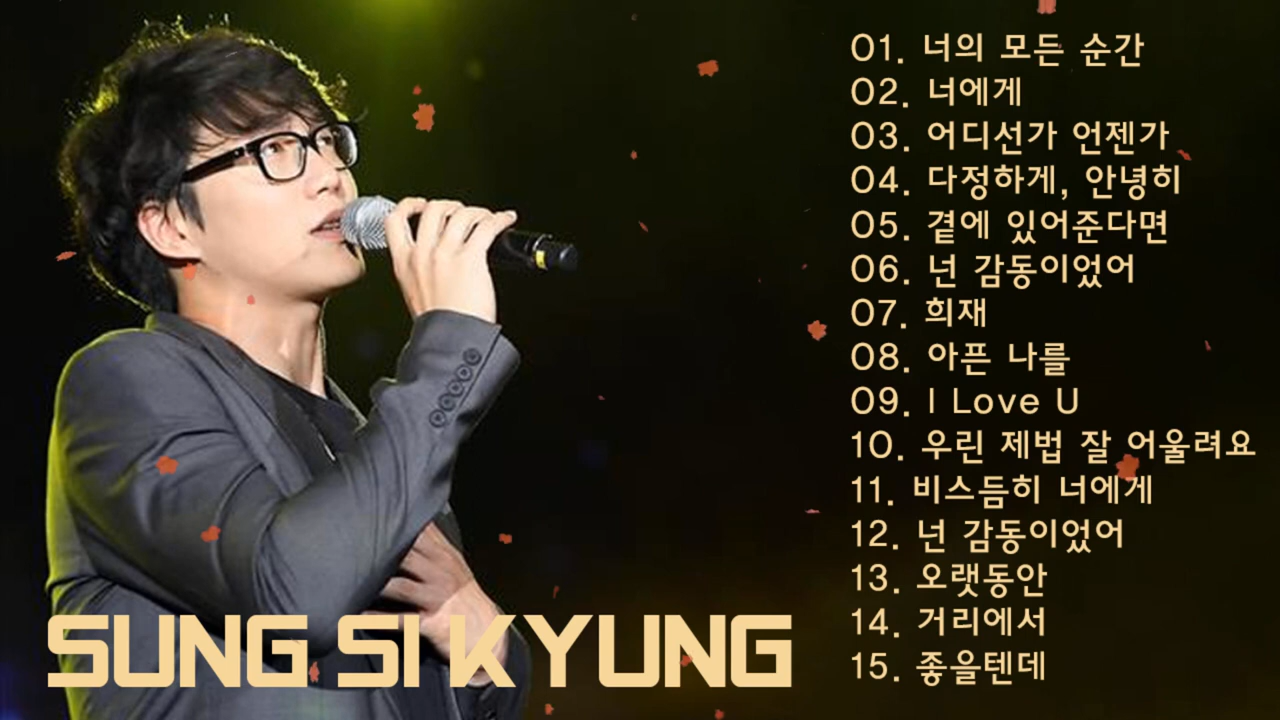 01. 너의 모든 순간
02. 너에게
03. 어디선가 언젠가
04. 다정하게, 안녕히
05. 곁에 있어준다면
06. 넌 감동이었어
07. 희재
08. 아픈 나를
09. I Love U
10. 우린 제법 잘 어울려요
11. 비스듬히 너에게
12. 넌 감동이었어
13. 오랫동안
14. 거리에서
15. 좋을텐데
SUNG SI KYUNG